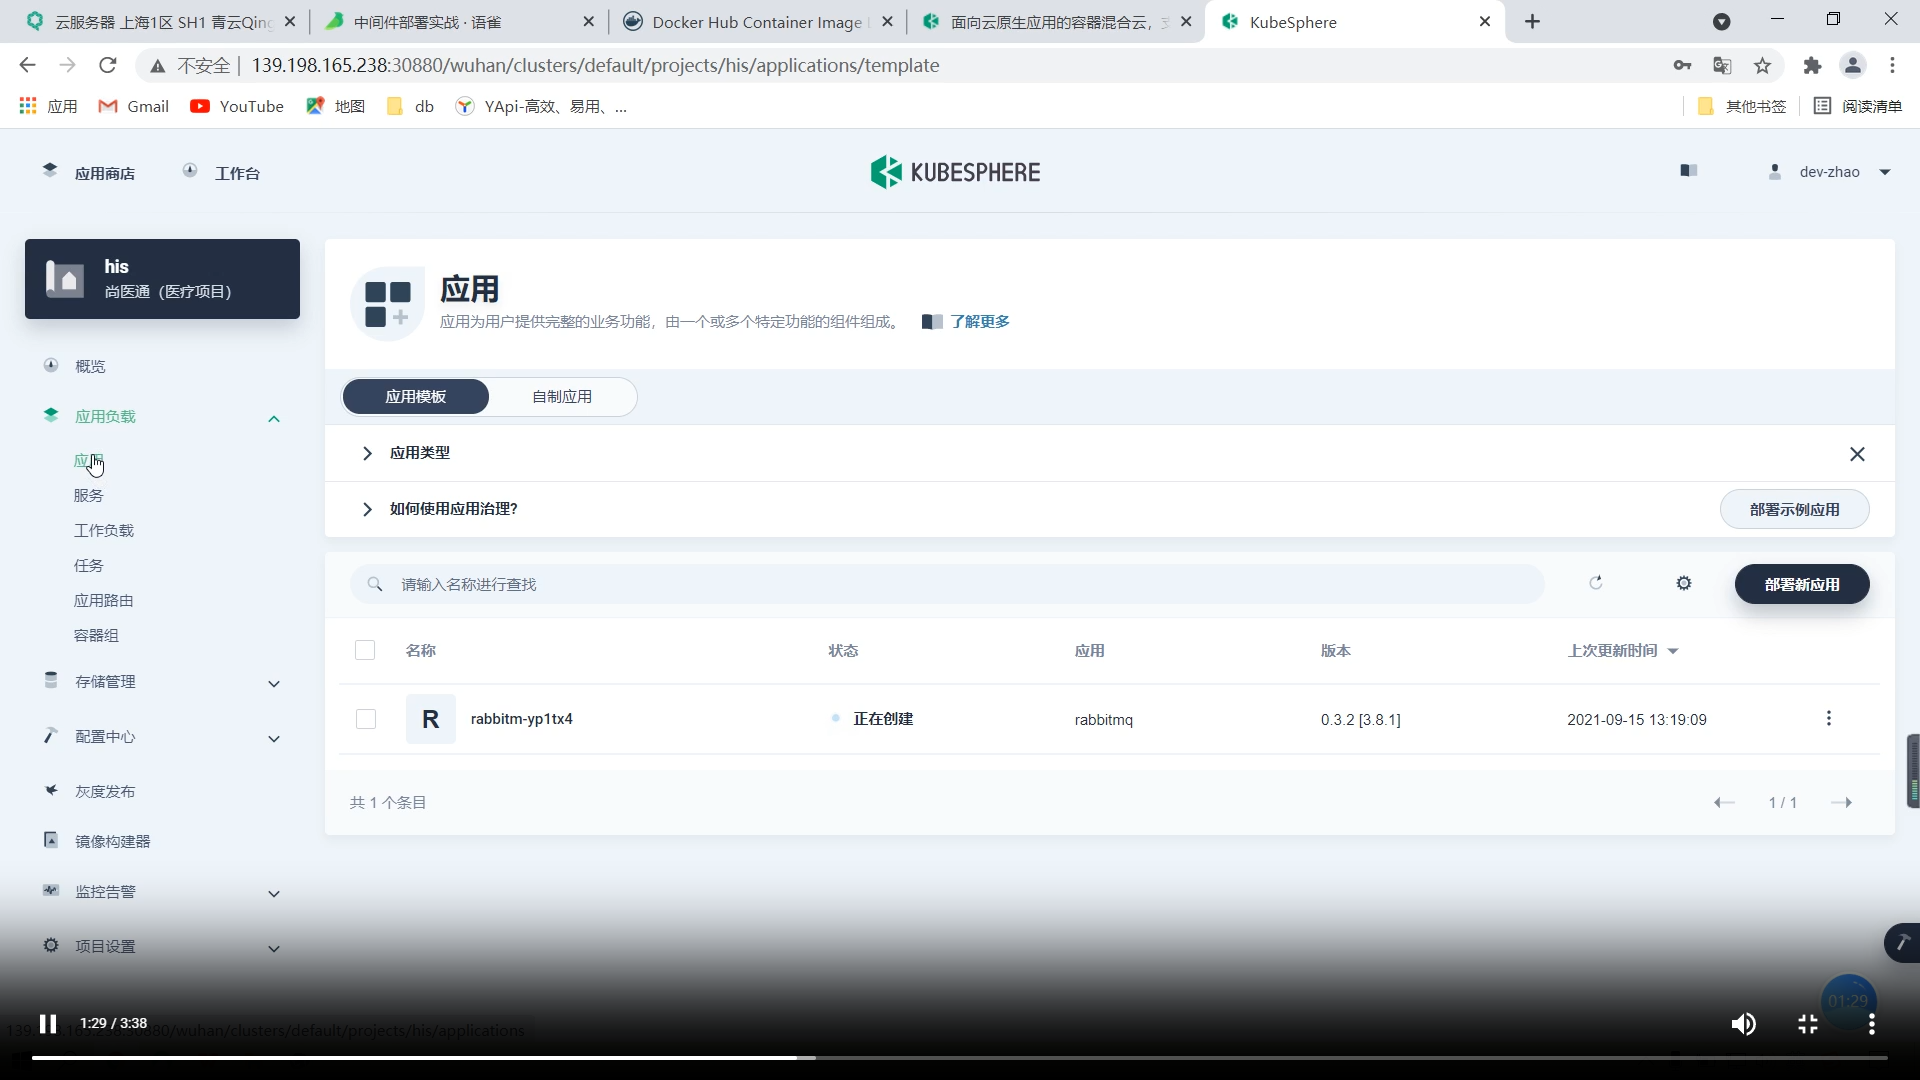 云服务器 上海1区 SH1 青云Qing
中间件部署实战 · 语雀
Docker Hub Container Image
面向云原生应用的容器混合云,
KubeSphere
不安全
139.198.165.238:30880/wuhan/clusters/default/projects/his/applications/template
应用
Gmail
YouTube
地图
db
YApi-高效、易用、...
其他书签
阅读清单
应用商店
工作台
KUBESPHERE
dev-zhao
his
尚医通（医疗项目）
概览
应用负载
应用
服务
工作负载
任务
应用路由
容器组
存储管理
配置中心
灰度发布
镜像构建器
监控告警
项目设置
应用
应用为用户提供完整的业务功能，由一个或多个特定功能的组件组成。
了解更多
应用模板
自制应用
应用类型
如何使用应用治理?
部署示例应用
请输入名称进行查找
部署新应用
名称
状态
应用
版本
上次更新时间
R
rabbitm-yp1tx4
正在创建
rabbitmq
0.3.2 [3.8.1]
2021-09-15 13:19:09
共 1 个条目
1 / 1
01:29
1:29 / 3:38